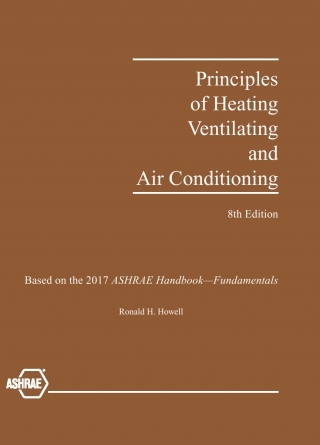 Principles
of Heating
Ventilating
and
Air Conditioning
8th Edition
Based on the 2017 ASHRAE Handbook—Fundamentals
Ronald H. Howell
ASHRAE